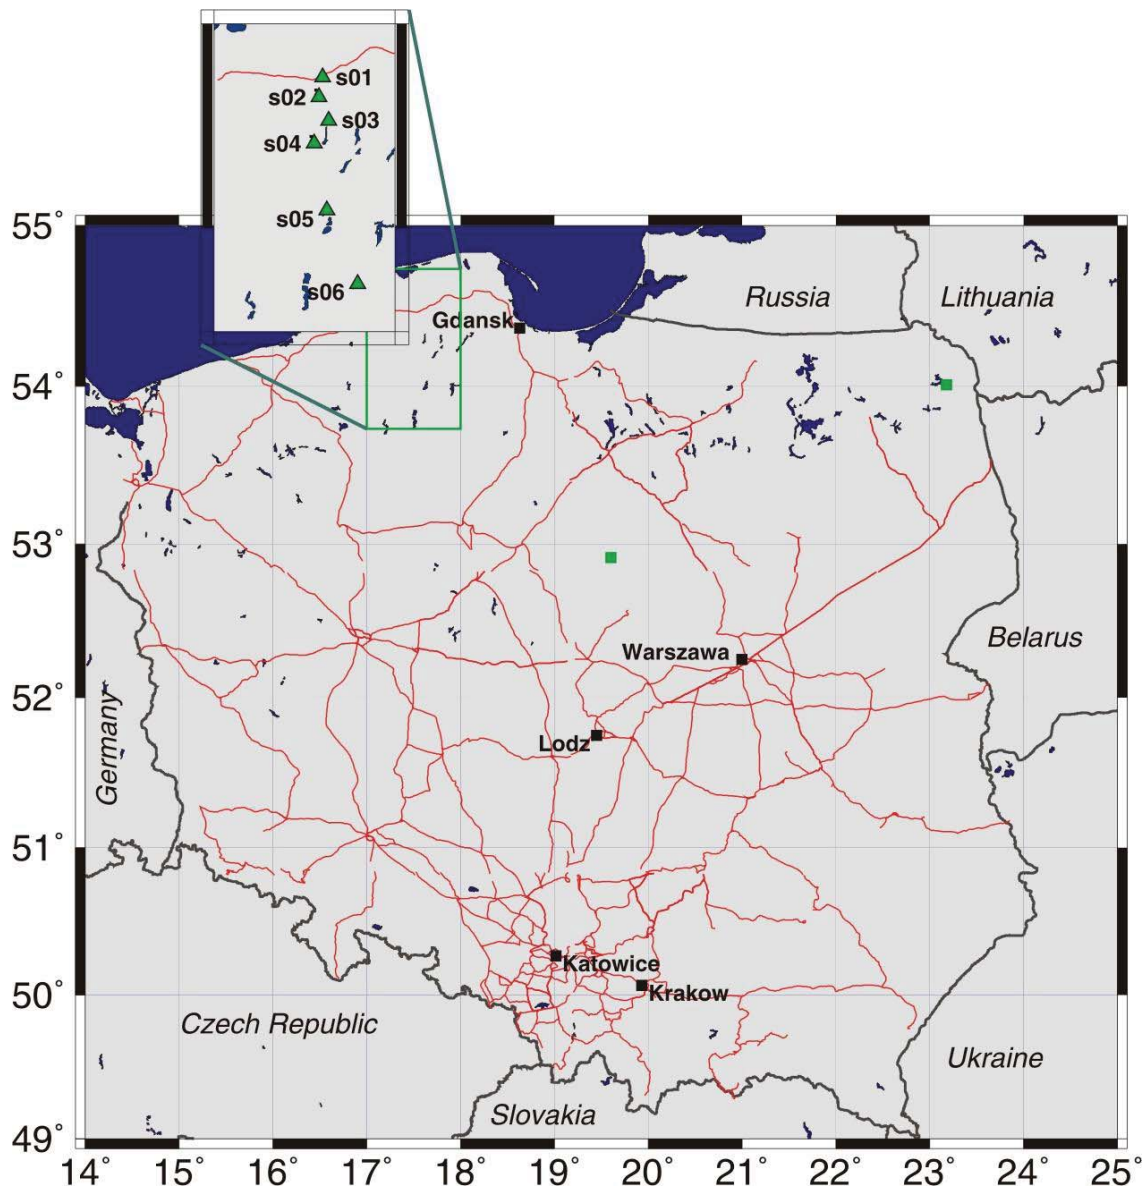 s01
s02
s03
s04
s05
s06
55°
Russia
Lithuania
Gdansk
54°
53°
Warszawa
Belarus
52°
Germany
Lodz
51°
Katowice
Krakow
50°
Czech Republic
Ukraine
Slovakia
49°
14° 15° 16° 17° 18° 19° 20° 21° 22° 23° 24° 25°